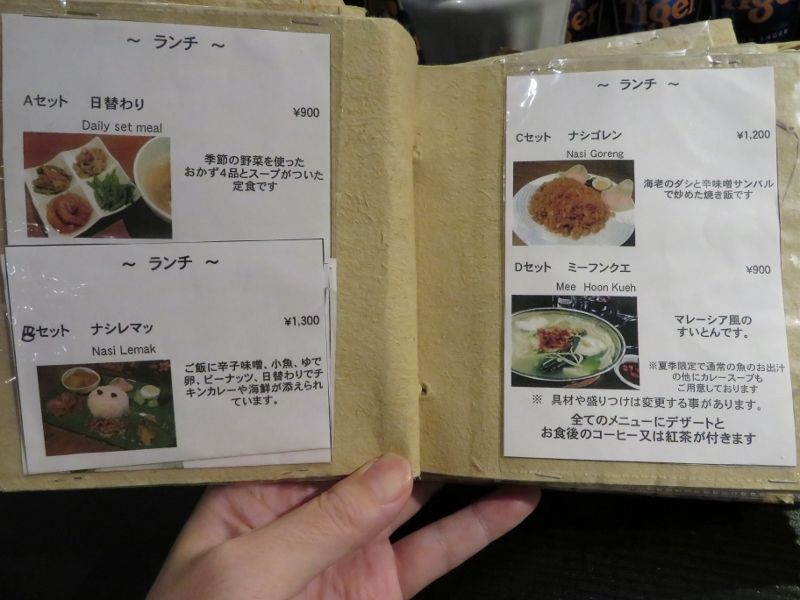 ～ ランチ ～
Aセット 日替わり ¥900
Daily set meal
季節の野菜を使った
おかず4品とスープがついた
定食です
～ ランチ ～
Bセット ナシレマッ ¥1,300
Nasi Lemak
ご飯に辛子味噌、小魚、ゆで
卵、ピーナッツ、日替わりでチ
キンカレーや海鮮が添えられ
ています。
～ ランチ ～
Cセット ナシゴレン ¥1,200
Nasi Goreng
海老のダシと辛味噌サンバル
で炒めた焼き飯です
Dセット ミーフンクエ ¥900
Mee Hoon Kueh
マレーシア風の
すいとんです。
※夏季限定で通常の魚のお出汁
の他にカレースープも
ご用意しております
※ 具材や盛りつけは変更する事があります。
全てのメニューにデザートと
お食後のコーヒー又は紅茶が付きます
Tiger
LAGER